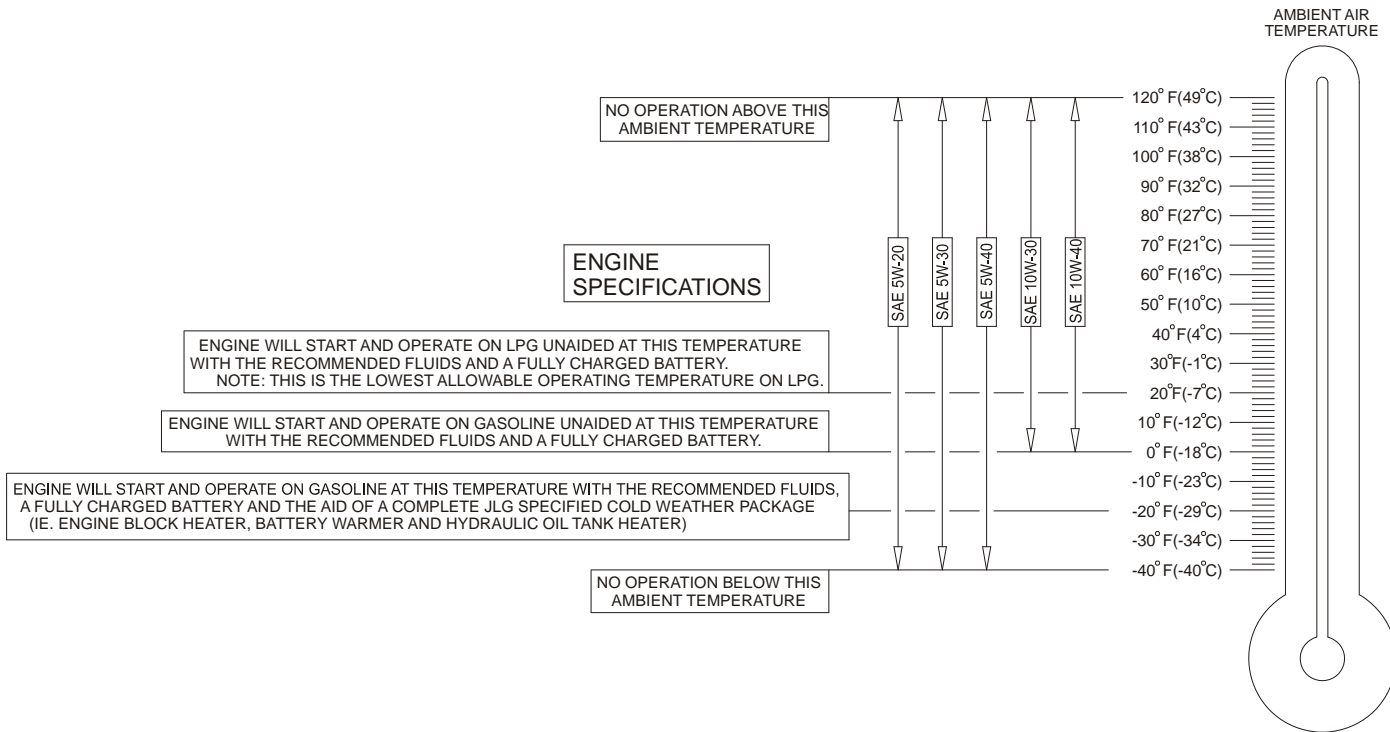 AMBIENT AIR
TEMPERATURE
NO OPERATION ABOVE THIS
AMBIENT TEMPERATURE
120° F(49°C)
110° F(43°C)
100° F(38°C)
90° F(32°C)
80° F(27°C)
70° F(21°C)
60° F(16°C)
50° F(10°C)
40° F(4°C)
30°F(-1°C)
20°F(-7°C)
10° F(-12°C)
0° F(-18°C)
-10° F(-23°C)
-20° F(-29°C)
-30° F(-34°C)
-40° F(-40°C)
SAE 5W-20
SAE 5W-30
SAE 5W-40
SAE 10W-30
SAE 10W-40
ENGINE
SPECIFICATIONS
ENGINE WILL START AND OPERATE ON LPG UNAIDED AT THIS TEMPERATURE
WITH THE RECOMMENDED FLUIDS AND A FULLY CHARGED BATTERY.
NOTE: THIS IS THE LOWEST ALLOWABLE OPERATING TEMPERATURE ON LPG.
ENGINE WILL START AND OPERATE ON GASOLINE UNAIDED AT THIS TEMPERATURE
WITH THE RECOMMENDED FLUIDS AND A FULLY CHARGED BATTERY.
ENGINE WILL START AND OPERATE ON GASOLINE AT THIS TEMPERATURE WITH THE RECOMMENDED FLUIDS,
A FULLY CHARGED BATTERY AND THE AID OF A COMPLETE JLG SPECIFIED COLD WEATHER PACKAGE
(IE. ENGINE BLOCK HEATER, BATTERY WARMER AND HYDRAULIC OIL TANK HEATER)
NO OPERATION BELOW THIS
AMBIENT TEMPERATURE